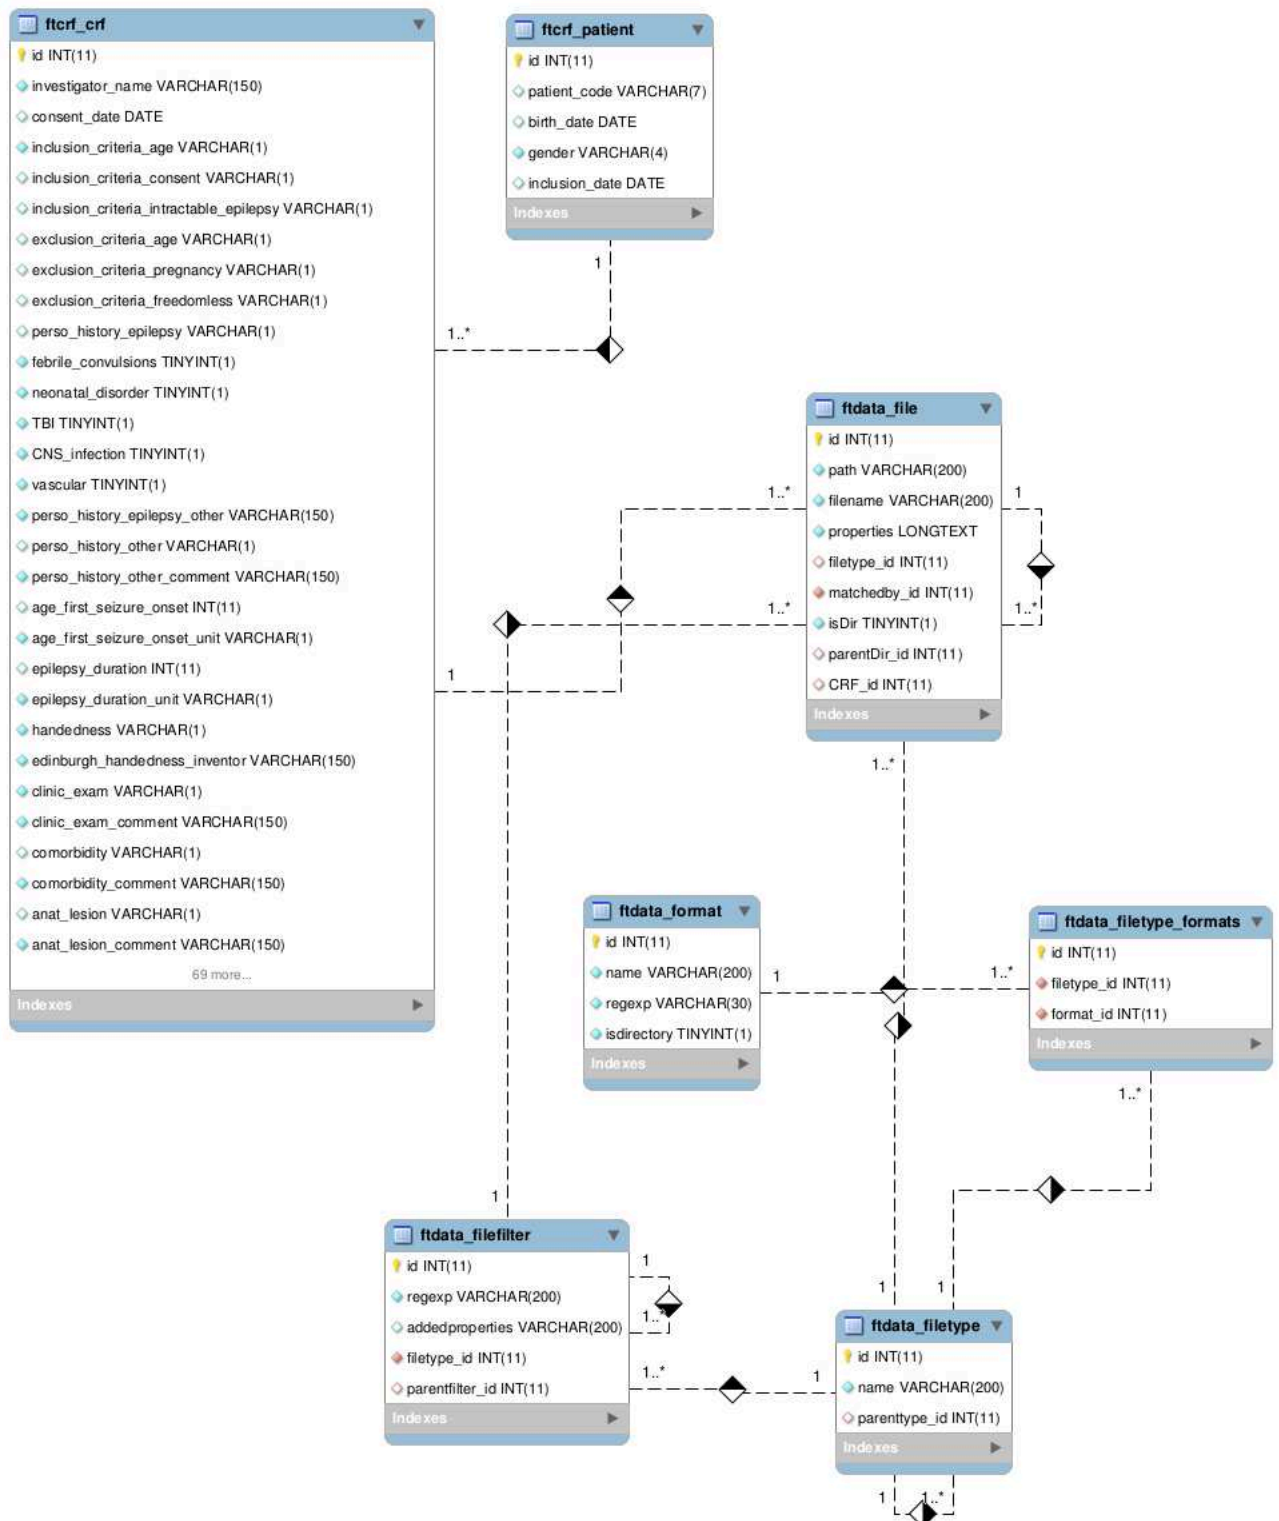 ftcrf_crf
id INT(11)
investigator_name VARCHAR(150)
consent_date DATE
inclusion_criteria_age VARCHAR(1)
inclusion_criteria_consent VARCHAR(1)
inclusion_criteria_intractable_epilepsy VARCHAR(1)
exclusion_criteria_age VARCHAR(1)
exclusion_criteria_pregnancy VARCHAR(1)
exclusion_criteria_freedomless VARCHAR(1)
perso_history_epilepsy VARCHAR(1)
febrile_convulsions TINYINT(1)
neonatal_disorder TINYINT(1)
TBI TINYINT(1)
CNS_infection TINYINT(1)
vascular TINYINT(1)
perso_history_epilepsy_other VARCHAR(150)
perso_history_other VARCHAR(1)
perso_history_other_comment VARCHAR(150)
age_first_seizure_onset INT(11)
age_first_seizure_onset_unit VARCHAR(1)
epilepsy_duration INT(11)
epilepsy_duration_unit VARCHAR(1)
handedness VARCHAR(1)
edinburgh_handedness_inventor VARCHAR(150)
clinic_exam VARCHAR(1)
clinic_exam_comment VARCHAR(150)
comorbidity VARCHAR(1)
comorbidity_comment VARCHAR(150)
anat_lesion VARCHAR(1)
anat_lesion_comment VARCHAR(150)
69 more...
Indexes
ftcrf_patient
id INT(11)
patient_code VARCHAR(7)
birth_date DATE
gender VARCHAR(4)
inclusion_date DATE
Indexes
1
1..*
ftdata_file
id INT(11)
path VARCHAR(200)
filename VARCHAR(200)
properties LONGTEXT
filetype_id INT(11)
matchedby_id INT(11)
isDir TINYINT(1)
parentDir_id INT(11)
CRF_id INT(11)
Indexes
1..*
1
1..*
1..*
1
1..*
ftdata_format
id INT(11)
name VARCHAR(200)
regexp VARCHAR(30)
isdirectory TINYINT(1)
Indexes
1
1..*
ftdata_filetype_formats
id INT(11)
filetype_id INT(11)
format_id INT(11)
Indexes
1..*
1
ftdata_filefilter
id INT(11)
regexp VARCHAR(200)
addedproperties VARCHAR(200)
filetype_id INT(11)
parentfilter_id INT(11)
Indexes
1
1..*
1..*
1
1
1
ftdata_filetype
id INT(11)
name VARCHAR(200)
parenttype_id INT(11)
Indexes
1
1..*